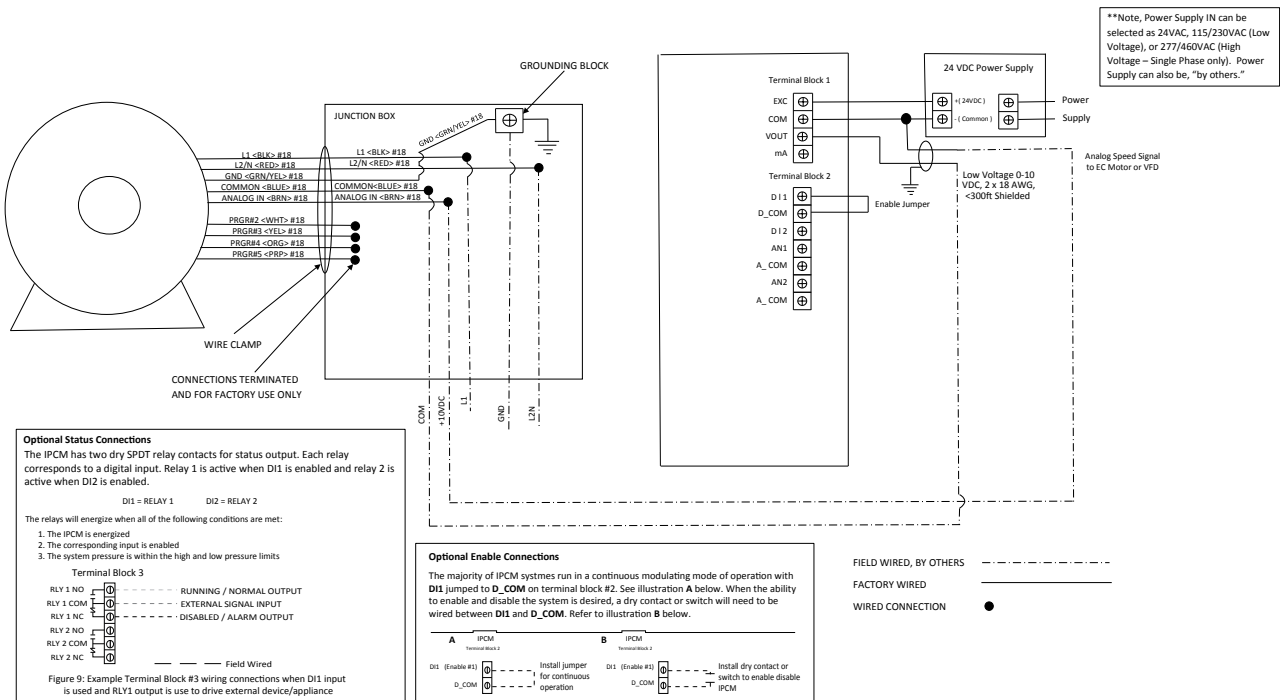 **Note, Power Supply IN can be
selected as 24VAC, 115/230VAC (Low
Voltage), or 277/460VAC (High
Voltage – Single Phase only). Power
Supply can also be, “by others.”
GROUNDING BLOCK
JUNCTION BOX
GND <GRN/YEL> #18
L1 <BLK> #18
L1 <BLK> #18
L2/N <RED> #18
L2/N <RED> #18
GND <GRN/YEL> #18
COMMON <BLUE> #18
COMMON<BLUE> #18
ANALOG IN <BRN> #18
ANALOG IN <BRN> #18
PRGR#2 <WHT> #18
PRGR#3 <YEL> #18
PRGR#4 <ORG> #18
PRGR#5 <PRP> #18
WIRE CLAMP
CONNECTIONS TERMINATED
AND FOR FACTORY USE ONLY
COM
+10VDC
L1
GND
L2N
Terminal Block 1
EXC
COM
VOUT
mA
Terminal Block 2
D I 1
D_COM
D I 2
AN1
A_ COM
AN2
A_ COM
Enable Jumper
24 VDC Power Supply
+( 24VDC )
- ( Common )
Power
Supply
Analog Speed Signal
to EC Motor or VFD
Low Voltage 0-10
VDC, 2 x 18 AWG,
<300ft Shielded
Optional Status Connections
The IPCM has two dry SPDT relay contacts for status output. Each relay
corresponds to a digital input. Relay 1 is active when DI1 is enabled and relay 2 is
active when DI2 is enabled.
DI1 = RELAY 1 DI2 = RELAY 2
The relays will energize when all of the following conditions are met:
1. The IPCM is energized
2. The corresponding input is enabled
3. The system pressure is within the high and low pressure limits
Terminal Block 3
RLY 1 NO
RUNNING / NORMAL OUTPUT
RLY 1 COM
EXTERNAL SIGNAL INPUT
RLY 1 NC
DISABLED / ALARM OUTPUT
RLY 2 NO
RLY 2 COM
RLY 2 NC
Field Wired
Figure 9: Example Terminal Block #3 wiring connections when DI1 input
is used and RLY1 output is use to drive external device/appliance
Optional Enable Connections
The majority of IPCM systmes run in a continuous modulating mode of operation with
DI1 jumped to D_COM on terminal block #2. See illustration A below. When the ability
to enable and disable the system is desired, a dry contact or switch will need to be
wired between DI1 and D_COM. Refer to illustration B below.
A IPCM
Terminal Block 2
DI1 (Enable #1)
D_COM
Install jumper
for continuous
operation
B IPCM
Terminal Block 2
DI1 (Enable #1)
D_COM
Install dry contact or
switch to enable disable
IPCM
FIELD WIRED, BY OTHERS
FACTORY WIRED
WIRED CONNECTION